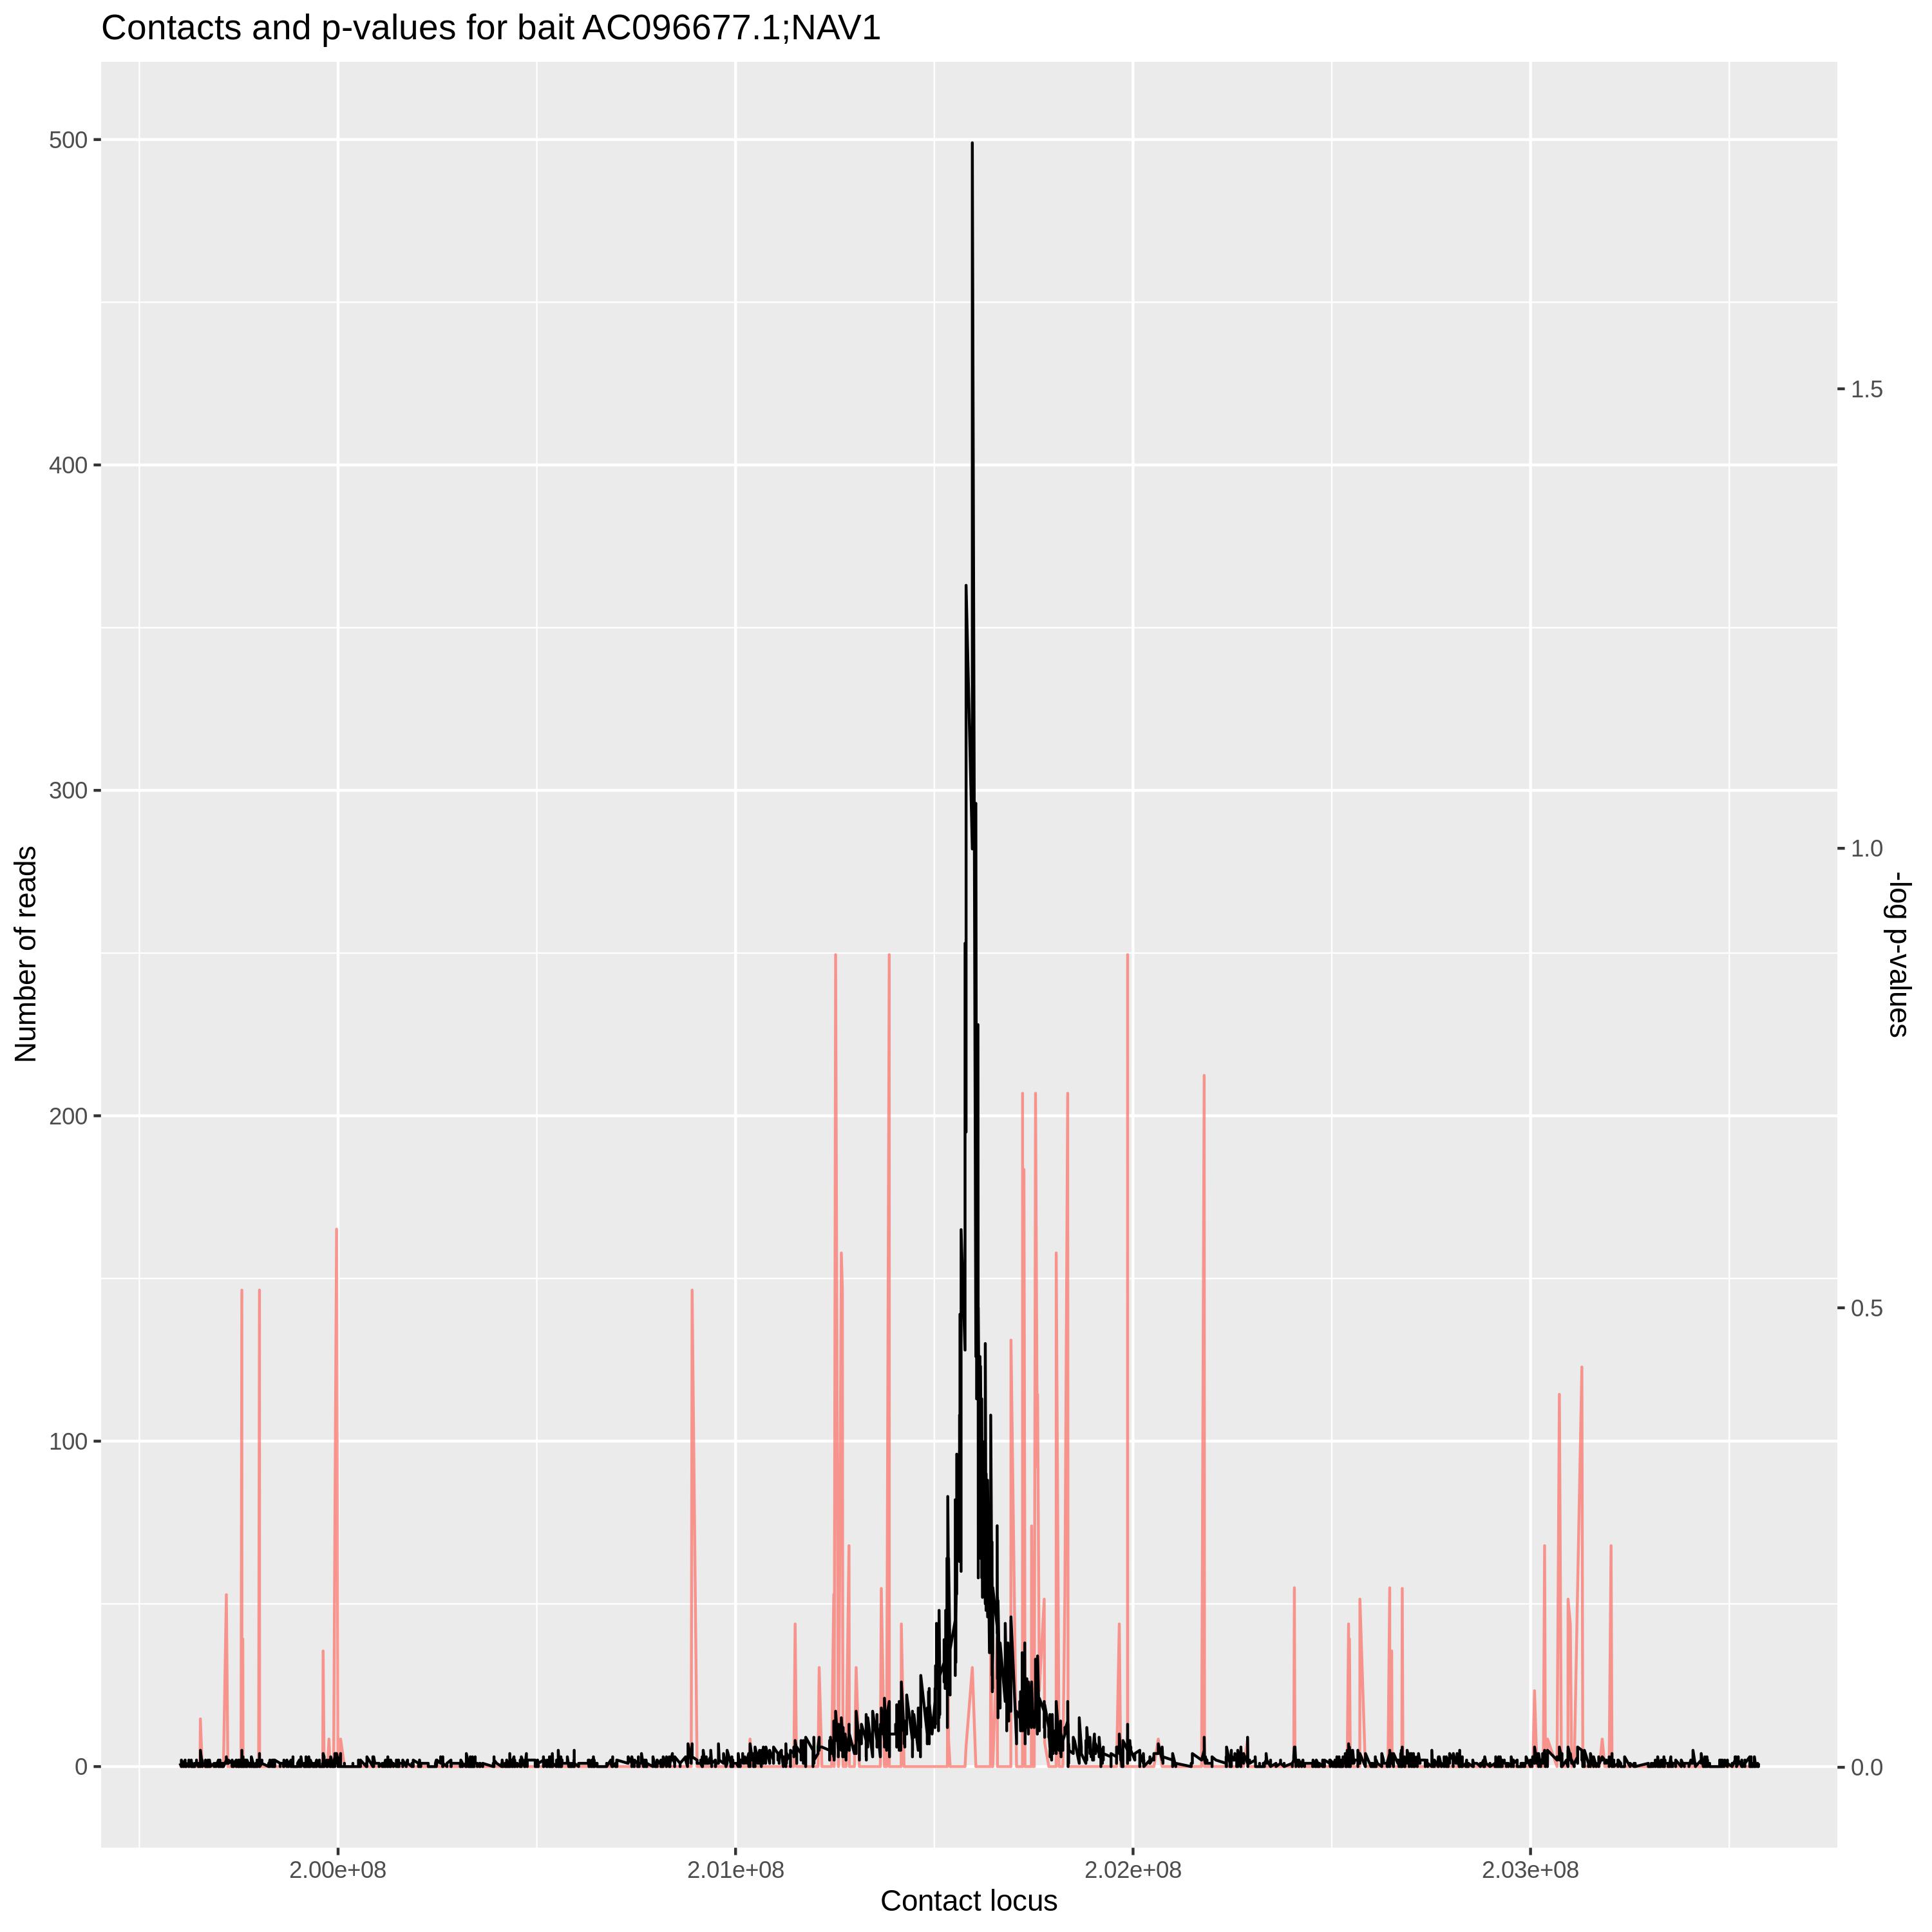 Contacts and p-values for bait AC096677.1;NAV1
500
400
300
200
100
0
Number of reads
1.5
1.0
0.5
0.0
-log p-values
2.00e+08
2.01e+08
2.02e+08
2.03e+08
Contact locus